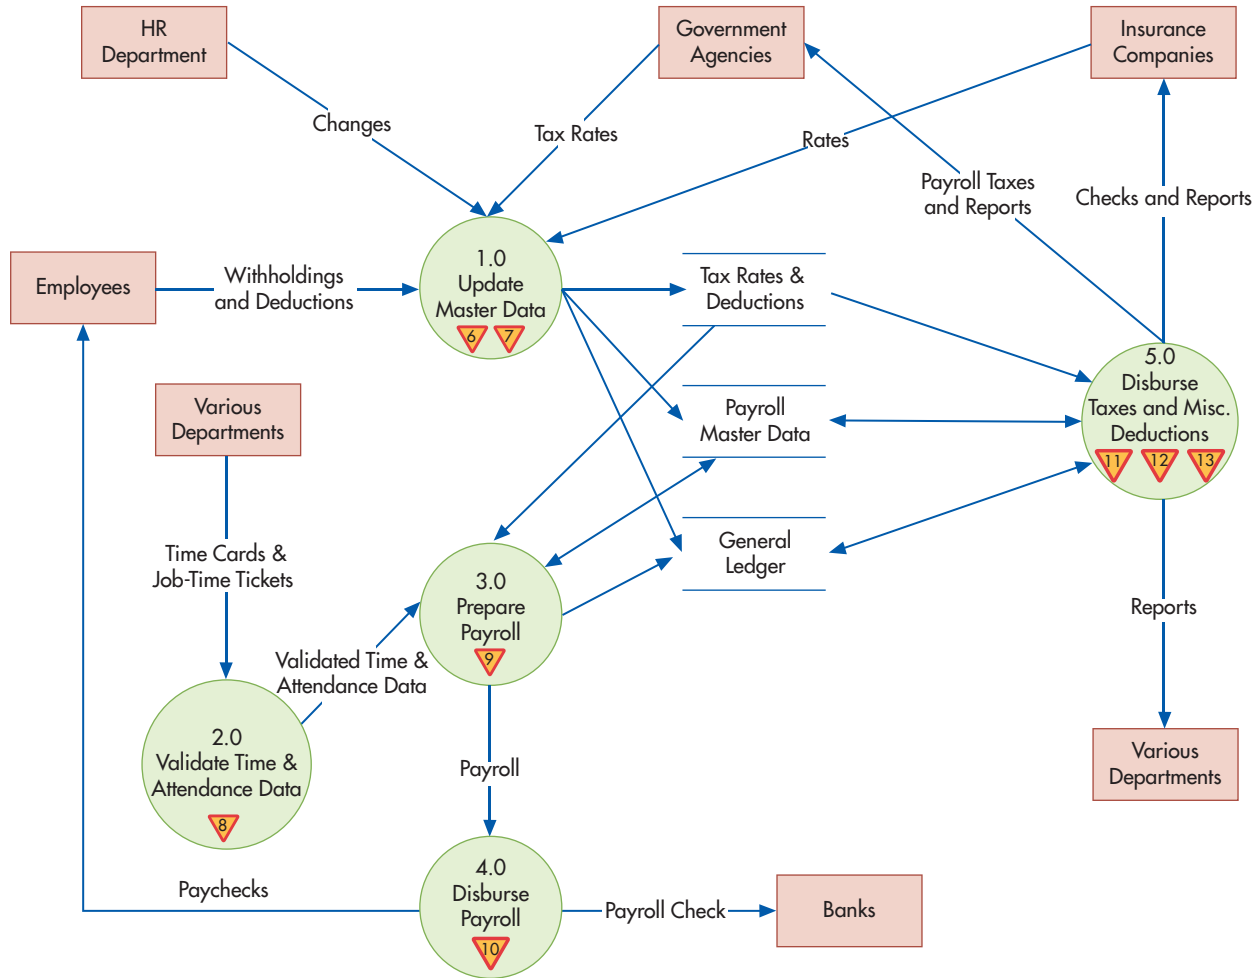 HR
Department
Government
Agencies
Insurance
Companies
Changes
Tax Rates
Rates
Payroll Taxes
and Reports
Checks and Reports
Employees
Withholdings
and Deductions
1.0
Update
Master Data
6 7
Tax Rates &
Deductions
Payroll
Master Data
General
Ledger
5.0
Disburse
Taxes and Misc.
Deductions
11 12 13
Various
Departments
Time Cards &
Job-Time Tickets
3.0
Prepare
Payroll
9
Validated Time &
Attendance Data
2.0
Validate Time &
Attendance Data
8
Reports
Various
Departments
Payroll
4.0
Disburse
Payroll
10
Paychecks
Payroll Check
Banks